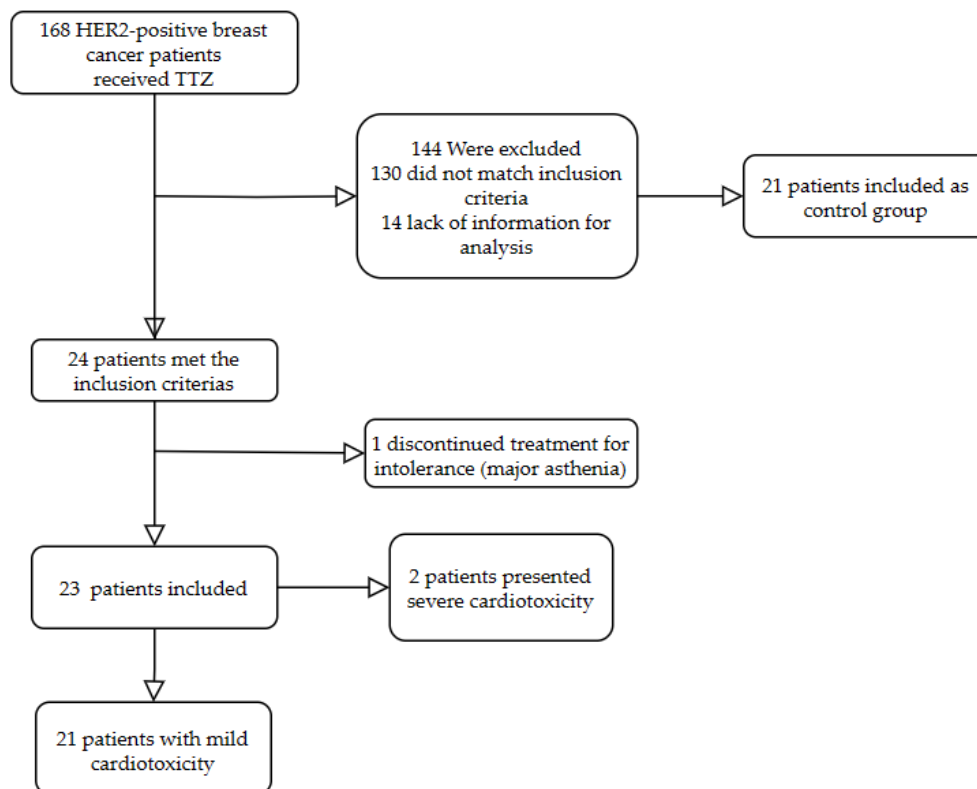 168 HER2-positive breast
cancer patients
received TTZ
144 Were excluded
130 did not match inclusion
criteria
14 lack of information for
analysis
21 patients included as
control group
24 patients met the
inclusion criterias
1 discontinued treatment for
intolerance (major asthenia)
23 patients included
2 patients presented
severe cardiotoxicity
21 patients with mild
cardiotoxicity